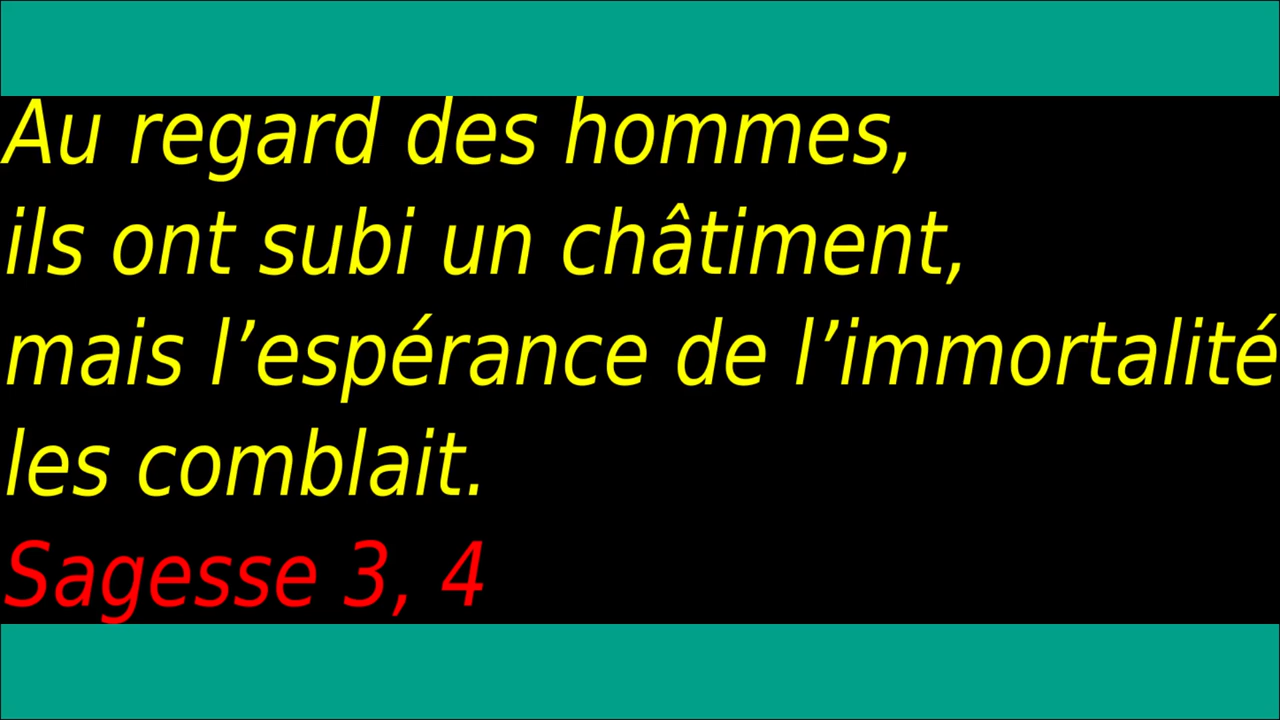 Au regard des hommes,
ils ont subi un châtiment,
mais l’espérance de l’immortalité
les comblait.
Sagesse 3, 4